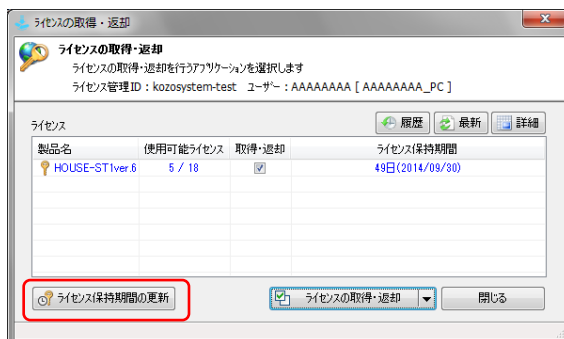 ライセンスの取得・返却
ライセンスの取得・返却
ライセンスの取得・返却を行うアプリケーションを選択します
ライセンス管理ID：kozosystem-test ユーザー：AAAAAAAA [ AAAAAAAA_PC ]
ライセンス 履歴 最新 詳細
製品名 使用可能ライセンス 取得・返却 ライセンス保持期間
HOUSE-ST1ver.6 5 / 18 49日(2014/09/30)
ライセンス保持期間の更新 ライセンスの取得・返却 閉じる